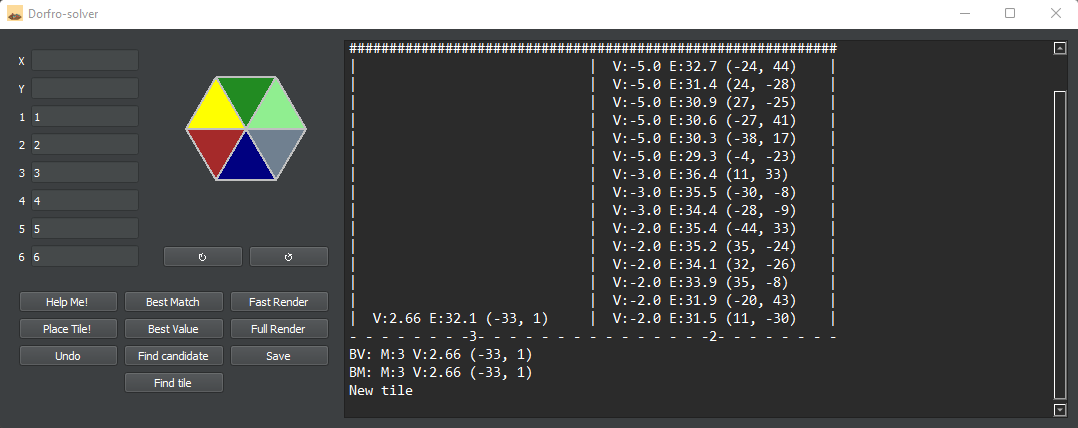 Dorfro-solver
X
Y
1 1
2 2
3 3
4 4
5 5
6 6
↻ ↺
Help Me! Best Match Fast Render
Place Tile! Best Value Full Render
Undo Find candidate Save
Find tile
#############################################################
| | V:-5.0 E:32.7 (-24, 44) |
| | V:-5.0 E:31.4 (24, -28) |
| | V:-5.0 E:30.9 (27, -25) |
| | V:-5.0 E:30.6 (-27, 41) |
| | V:-5.0 E:30.3 (-38, 17) |
| | V:-5.0 E:29.3 (-4, -23) |
| | V:-3.0 E:36.4 (11, 33) |
| | V:-3.0 E:35.5 (-30, -8) |
| | V:-3.0 E:34.4 (-28, -9) |
| | V:-2.0 E:35.4 (-44, 33) |
| | V:-2.0 E:35.2 (35, -24) |
| | V:-2.0 E:34.1 (32, -26) |
| | V:-2.0 E:33.9 (35, -8) |
| | V:-2.0 E:31.9 (-20, 43) |
| V:2.66 E:32.1 (-33, 1) | V:-2.0 E:31.5 (11, -30) |
- - - - - - - -3- - - - - - - - - - - - - - -2- - - - - - - -
BV: M:3 V:2.66 (-33, 1)
BM: M:3 V:2.66 (-33, 1)
New tile